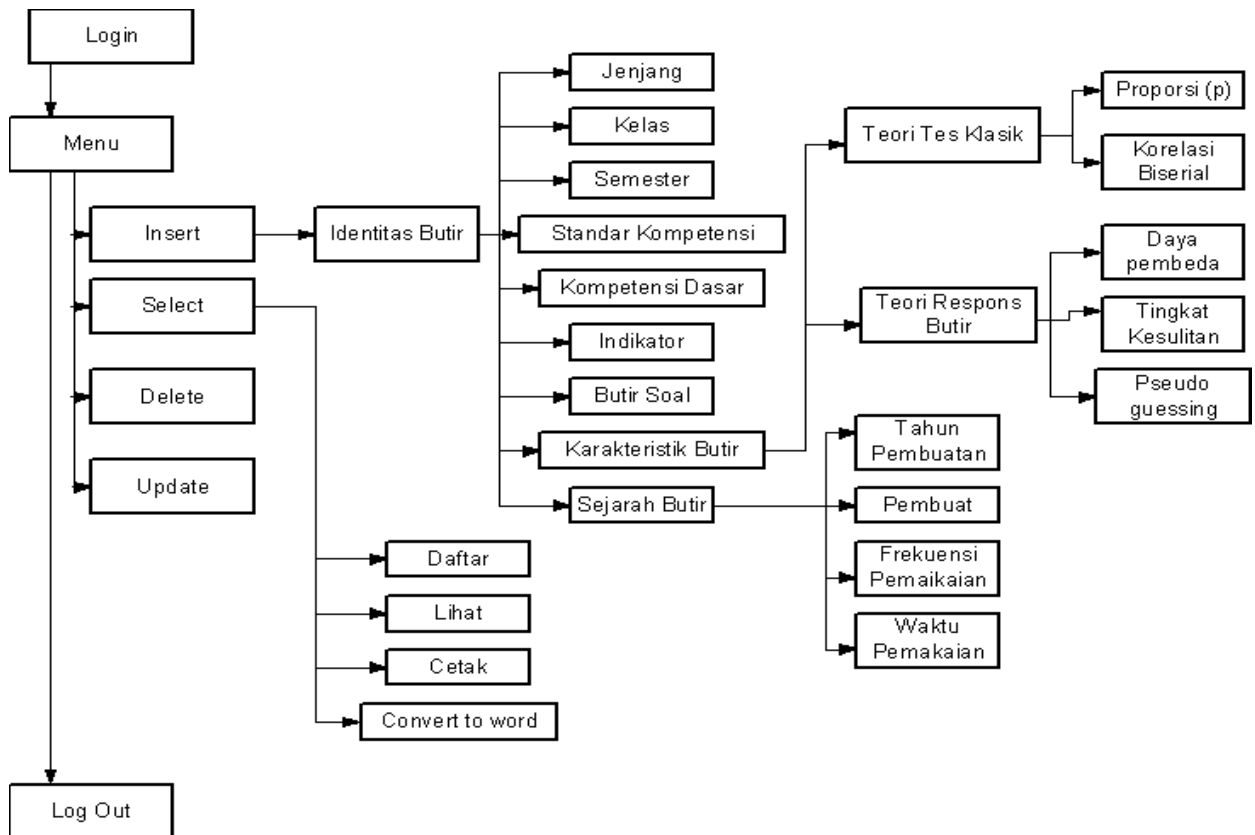 Login
Menu
Insert
Select
Delete
Update
Log Out
Identitas Butir
Jenjang
Kelas
Semester
Standar Kompetensi
Kompetensi Dasar
Indikator
Butir Soal
Karakteristik Butir
Sejarah Butir
Daftar
Lihat
Cetak
Convert to word
Teori Tes Klasik
Teori Respons
Butir
Tahun
Pembuatan
Pembuat
Frekuensi
Pemaikaian
Waktu
Pemakaian
Proporsi (p)
Korelasi
Biserial
Daya
pembeda
Tingkat
Kesulitan
Pseudo
guessing